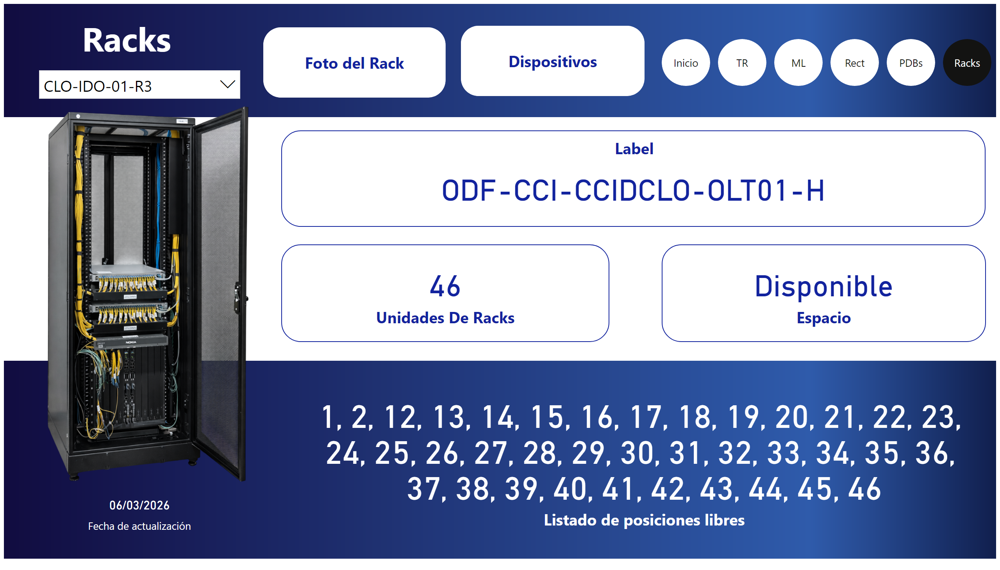 Racks
CLO-IDO-01-R3
Foto del Rack
Dispositivos
Inicio
TR
ML
Rect
PDBs
Racks
Label
ODF-CCI-CCIDCLO-OLT01-H
46
Unidades De Racks
Disponible
Espacio
NOKIA
1, 2, 12, 13, 14, 15, 16, 17, 18, 19, 20, 21, 22, 23,
24, 25, 26, 27, 28, 29, 30, 31, 32, 33, 34, 35, 36,
37, 38, 39, 40, 41, 42, 43, 44, 45, 46
Listado de posiciones libres
06/03/2026
Fecha de actualización